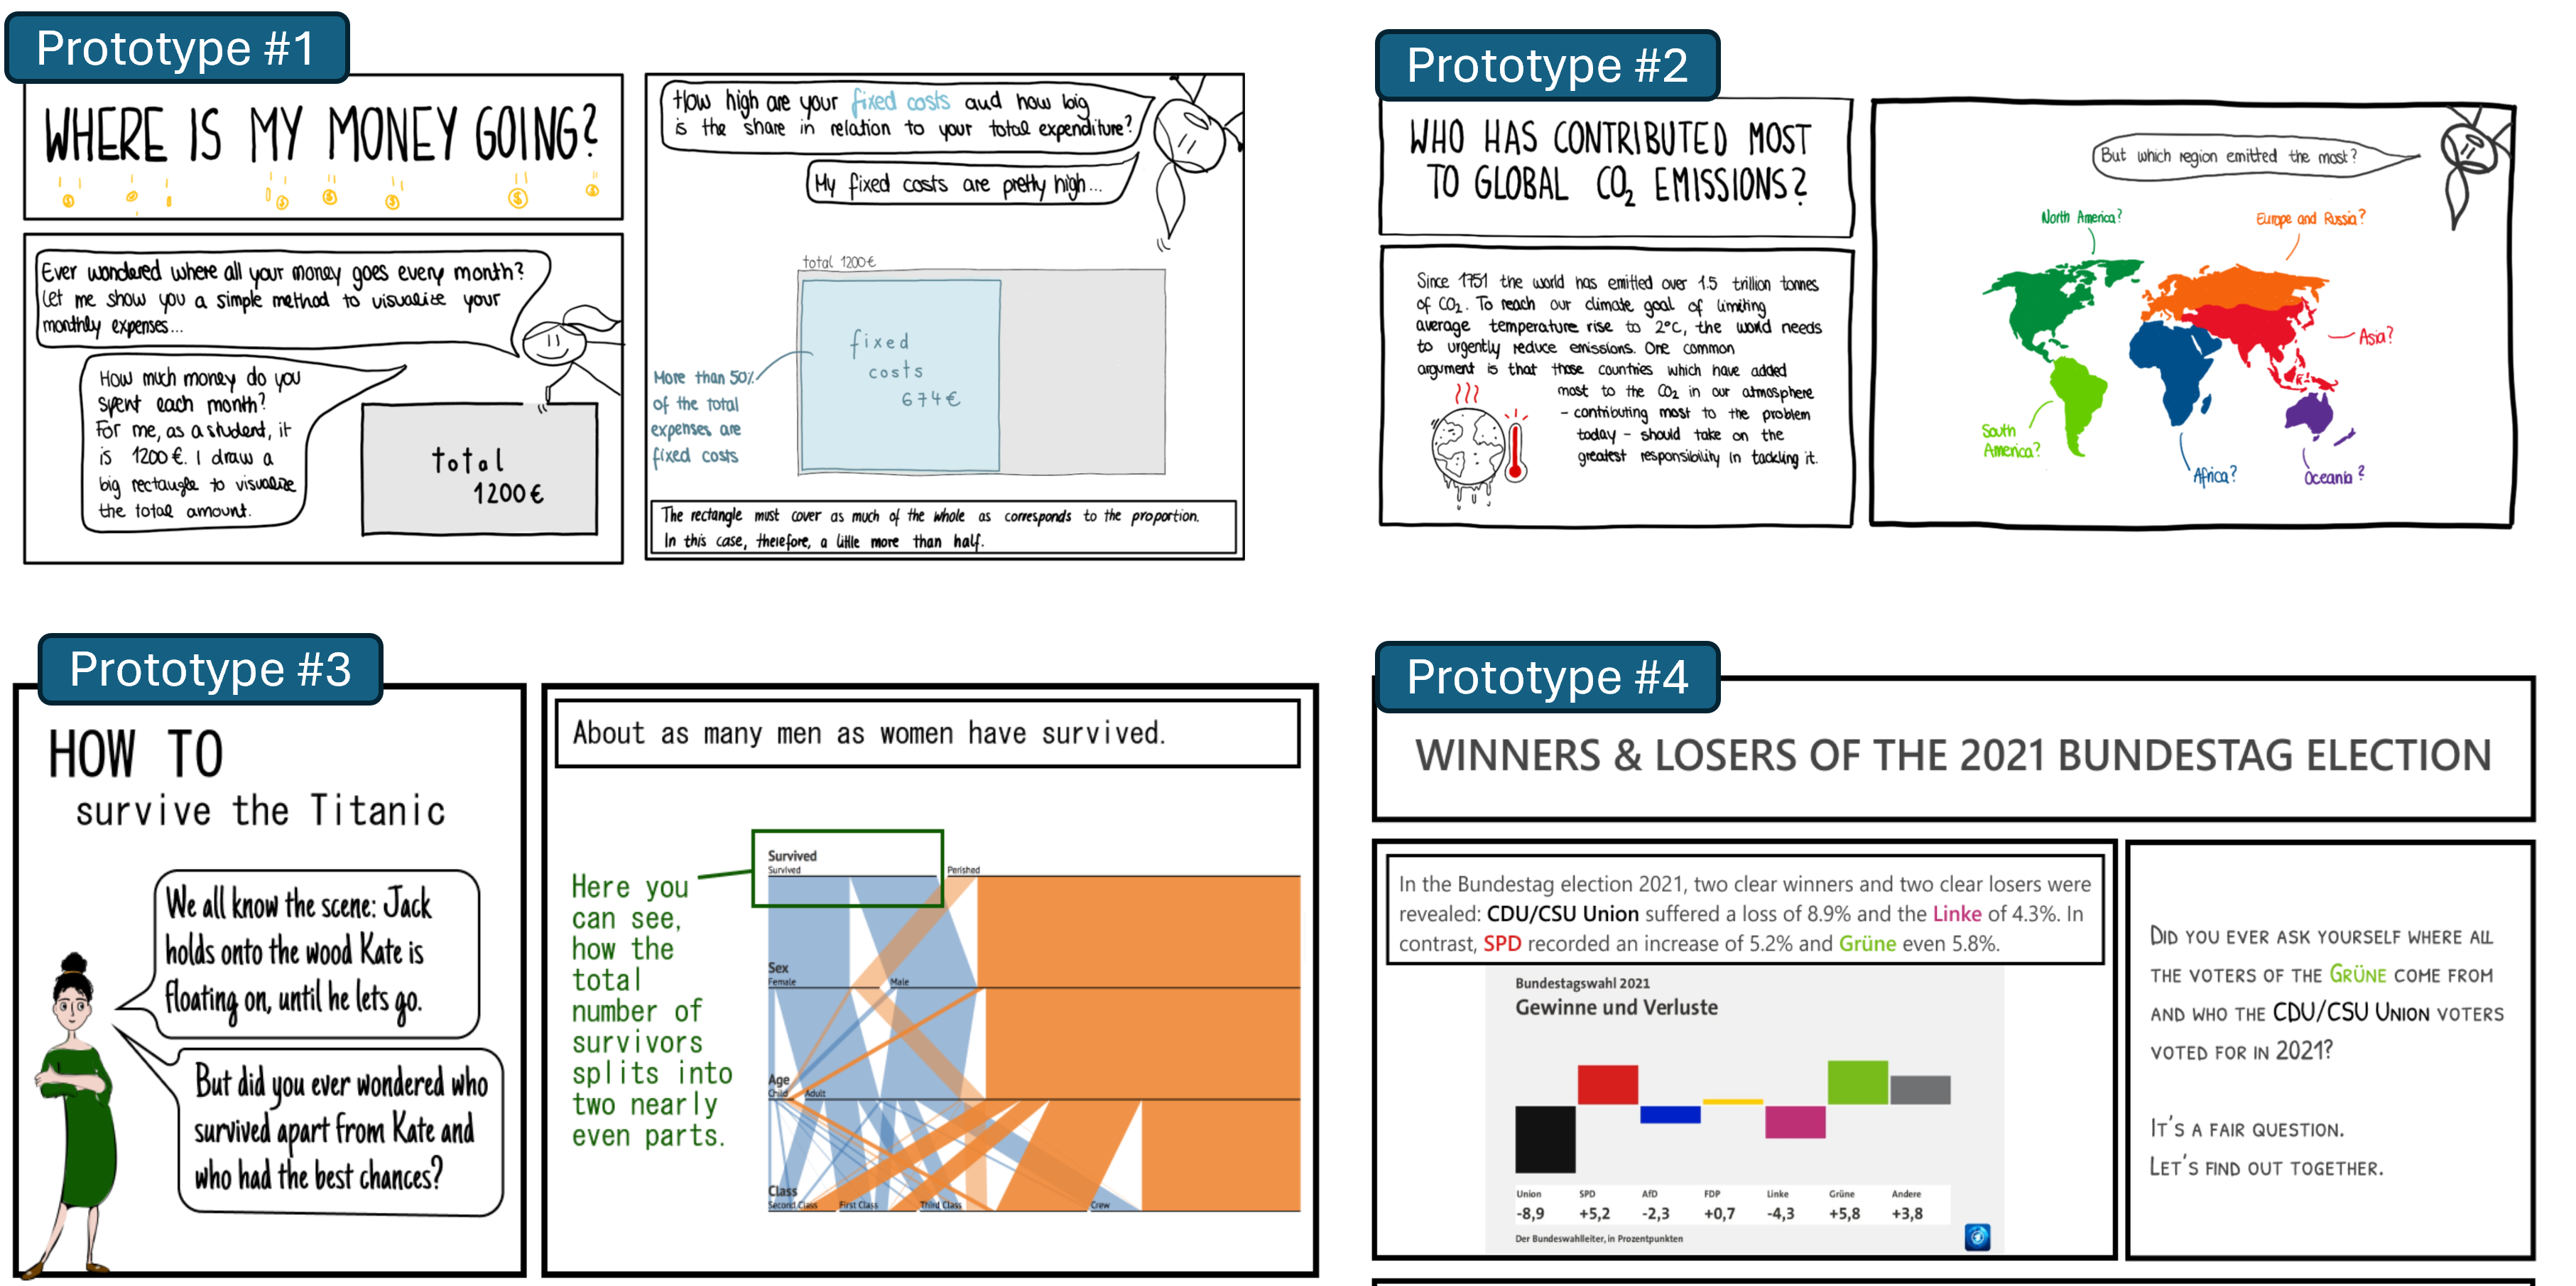 Prototype #1
WHERE IS MY MONEY GOING?
Ever wondered where all your money goes every month?
Let me show you a simple method to visualize your
monthly expenses...
How much money do you
spent each month?
For me, as a student, it
is 1200€. I draw a
big rectangle to visualize
the total amount.
total
1200€
How high are your fixed costs and how big
is the share in relation to your total expenditure?
My fixed costs are pretty high...
total 1200€
fixed
costs
674€
More than 50%
of the total
expenses are
fixed costs
The rectangle must cover as much of the whole as corresponds to the proportion.
In this case, therefore, a little more than half.
Prototype #2
WHO HAS CONTRIBUTED MOST
TO GLOBAL CO₂ EMISSIONS?
Since 1751 the world has emitted over 1.5 trillion tonnes
of CO₂. To reach our climate goal of limiting
average temperature rise to 2°C, the world needs
to urgently reduce emissions. One common
argument is that those countries which have added
most to the CO₂ in our atmosphere
- contributing most to the problem
today - should take on the
greatest responsibility in tackling it.
But which region emitted the most?
North America?
Europe and Russia?
Asia?
South
America?
Africa?
Oceania?
Prototype #3
HOW TO
survive the Titanic
We all know the scene: Jack
holds onto the wood Kate is
floating on, until he lets go.
But did you ever wondered who
survived apart from Kate and
who had the best chances?
About as many men as women have survived.
Here you
can see,
how the
total
number of
survivors
splits into
two nearly
even parts.
Survived
Survived Perished
Sex
Female Male
Age
Child Adult
Class
Second Class First Class Third Class Crew
Prototype #4
WINNERS & LOSERS OF THE 2021 BUNDESTAG ELECTION
In the Bundestag election 2021, two clear winners and two clear losers were
revealed: CDU/CSU Union suffered a loss of 8.9% and the Linke of 4.3%. In
contrast, SPD recorded an increase of 5.2% and Grüne even 5.8%.
Bundestagswahl 2021
Gewinne und Verluste
Union SPD AfD FDP Linke Grüne Andere
-8,9 +5,2 -2,3 +0,7 -4,3 +5,8 +3,8
Der Bundeswahlleiter, in Prozentpunkten
DID YOU EVER ASK YOURSELF WHERE ALL
THE VOTERS OF THE GRÜNE COME FROM
AND WHO THE CDU/CSU UNION VOTERS
VOTED FOR IN 2021?
IT'S A FAIR QUESTION.
LET'S FIND OUT TOGETHER.